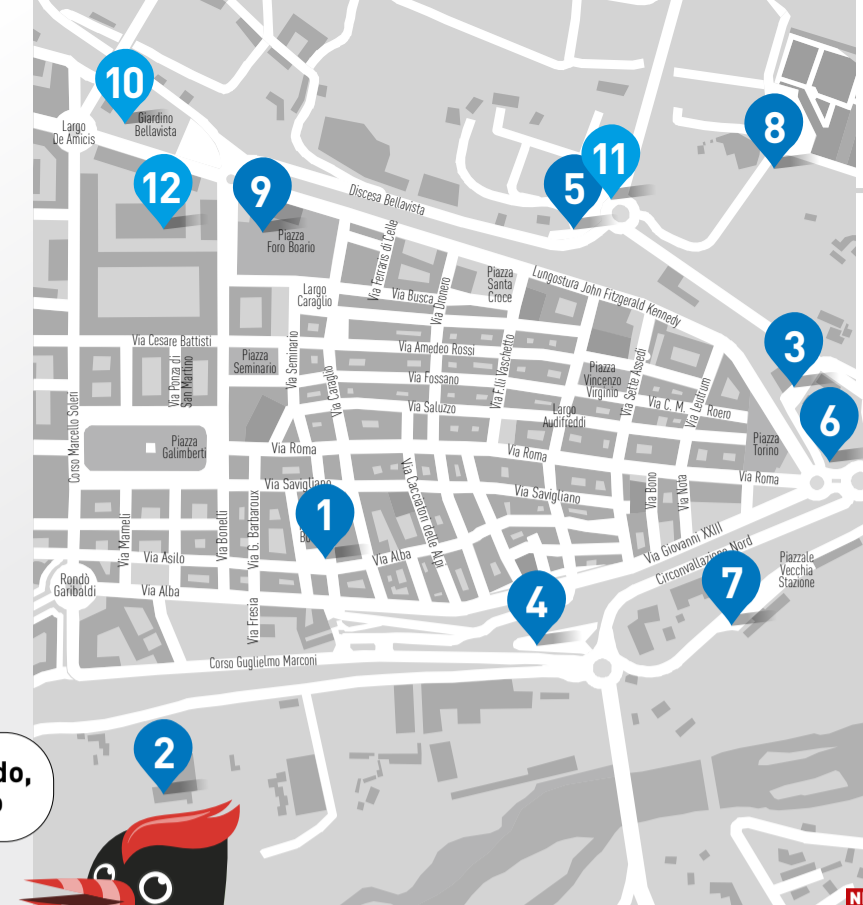 10
Giardino
Bellavista
Largo
De Amicis
8
11
5
12
9
Discesa Bellavista
Piazza
Foro Boario
Via Ferraris di Celle
Piazza
Santa
Croce
Lungostura John Fitzgerald Kennedy
Largo
Caraglio
Via Busca
Via Dronero
3
Via Cesare Battisti
Via Amedeo Rossi
Via Seminario
Piazza
Seminario
Via Ponza di
San Martino
Via Fossano
Via F.lli Vaschetto
Piazza
Vincenzo
Virginio
Via Sette Assedi
Via Leutrum
Via Caraglio
Via Saluzzo
Largo
Audifreddi
Via C. M. Roero
6
Corso Marcello Soleri
Piazza
Galimberti
Via Roma
Via Roma
Piazza
Torino
Via Roma
Via Savigliano
Via Savigliano
Via Cacciatori delle Alpi
Via Bono
Via Nota
1
Via Mameli
Via Bonelli
Via G. Barbaroux
Via Asilo
Via Alba
Via Giovanni XXIII
Circonvallazione Nord
Piazzale
Vecchia
Stazione
7
Rondò
Garibaldi
Via Alba
4
Via Fresia
Corso Guglielmo Marconi
2
do,